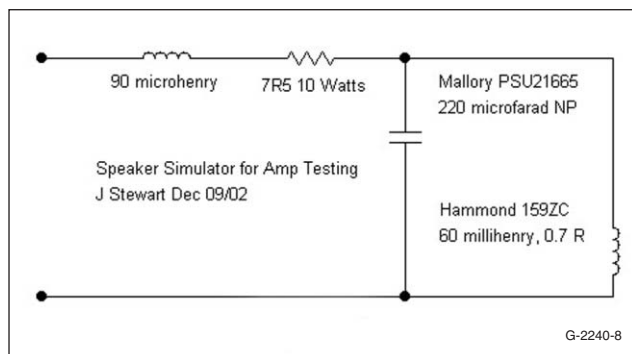 90 microhenry
7R5 10 Watts
Mallory PSU21665
220 microfarad NP
Speaker Simulator for Amp Testing
J Stewart Dec 09/02
Hammond 159ZC
60 millihenry, 0.7 R
G-2240-8